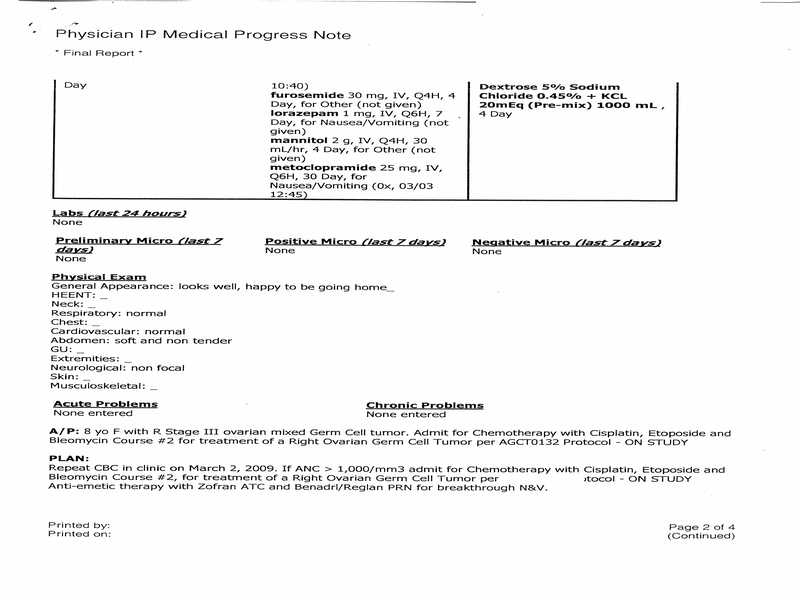 Physician IP Medical Progress Note
* Final Report *
Day
10:40)
furosemide 30 mg, IV, Q4H, 4
Day, for Other (not given)
lorazepam 1 mg, IV, Q6H, 7
Day, for Nausea/Vomiting (not
given)
mannitol 2 g, IV, Q4H, 30
mL/hr, 4 Day, for Other (not
given)
metoclopramide 25 mg, IV,
Q6H, 30 Day, for
Nausea/Vomiting (0x, 03/03
12:45)
Dextrose 5% Sodium
Chloride 0.45% + KCL
20mEq (Pre-mix) 1000 mL ,
4 Day
Labs (last 24 hours)
None
Preliminary Micro (last 7
days)
None
Positive Micro (last 7 days)
None
Negative Micro (last 7 days)
None
Physical Exam
General Appearance: looks well, happy to be going home_
HEENT: _
Neck: _
Respiratory: normal
Chest: _
Cardiovascular: normal
Abdomen: soft and non tender
GU: _
Extremities: _
Neurological: non focal
Skin: _
Musculoskeletal: _
Acute Problems
None entered
Chronic Problems
None entered
A/P: 8 yo F with R Stage III ovarian mixed Germ Cell tumor. Admit for Chemotherapy with Cisplatin, Etoposide and
Bleomycin Course #2 for treatment of a Right Ovarian Germ Cell Tumor per AGCT0132 Protocol - ON STUDY
PLAN:
Repeat CBC in clinic on March 2, 2009. If ANC > 1,000/mm3 admit for Chemotherapy with Cisplatin, Etoposide and
Bleomycin Course #2, for treatment of a Right Ovarian Germ Cell Tumor per tocol - ON STUDY
Anti-emetic therapy with Zofran ATC and Benadrl/Reglan PRN for breakthrough N&V.
Printed by:
Printed on:
Page 2 of 4
(Continued)